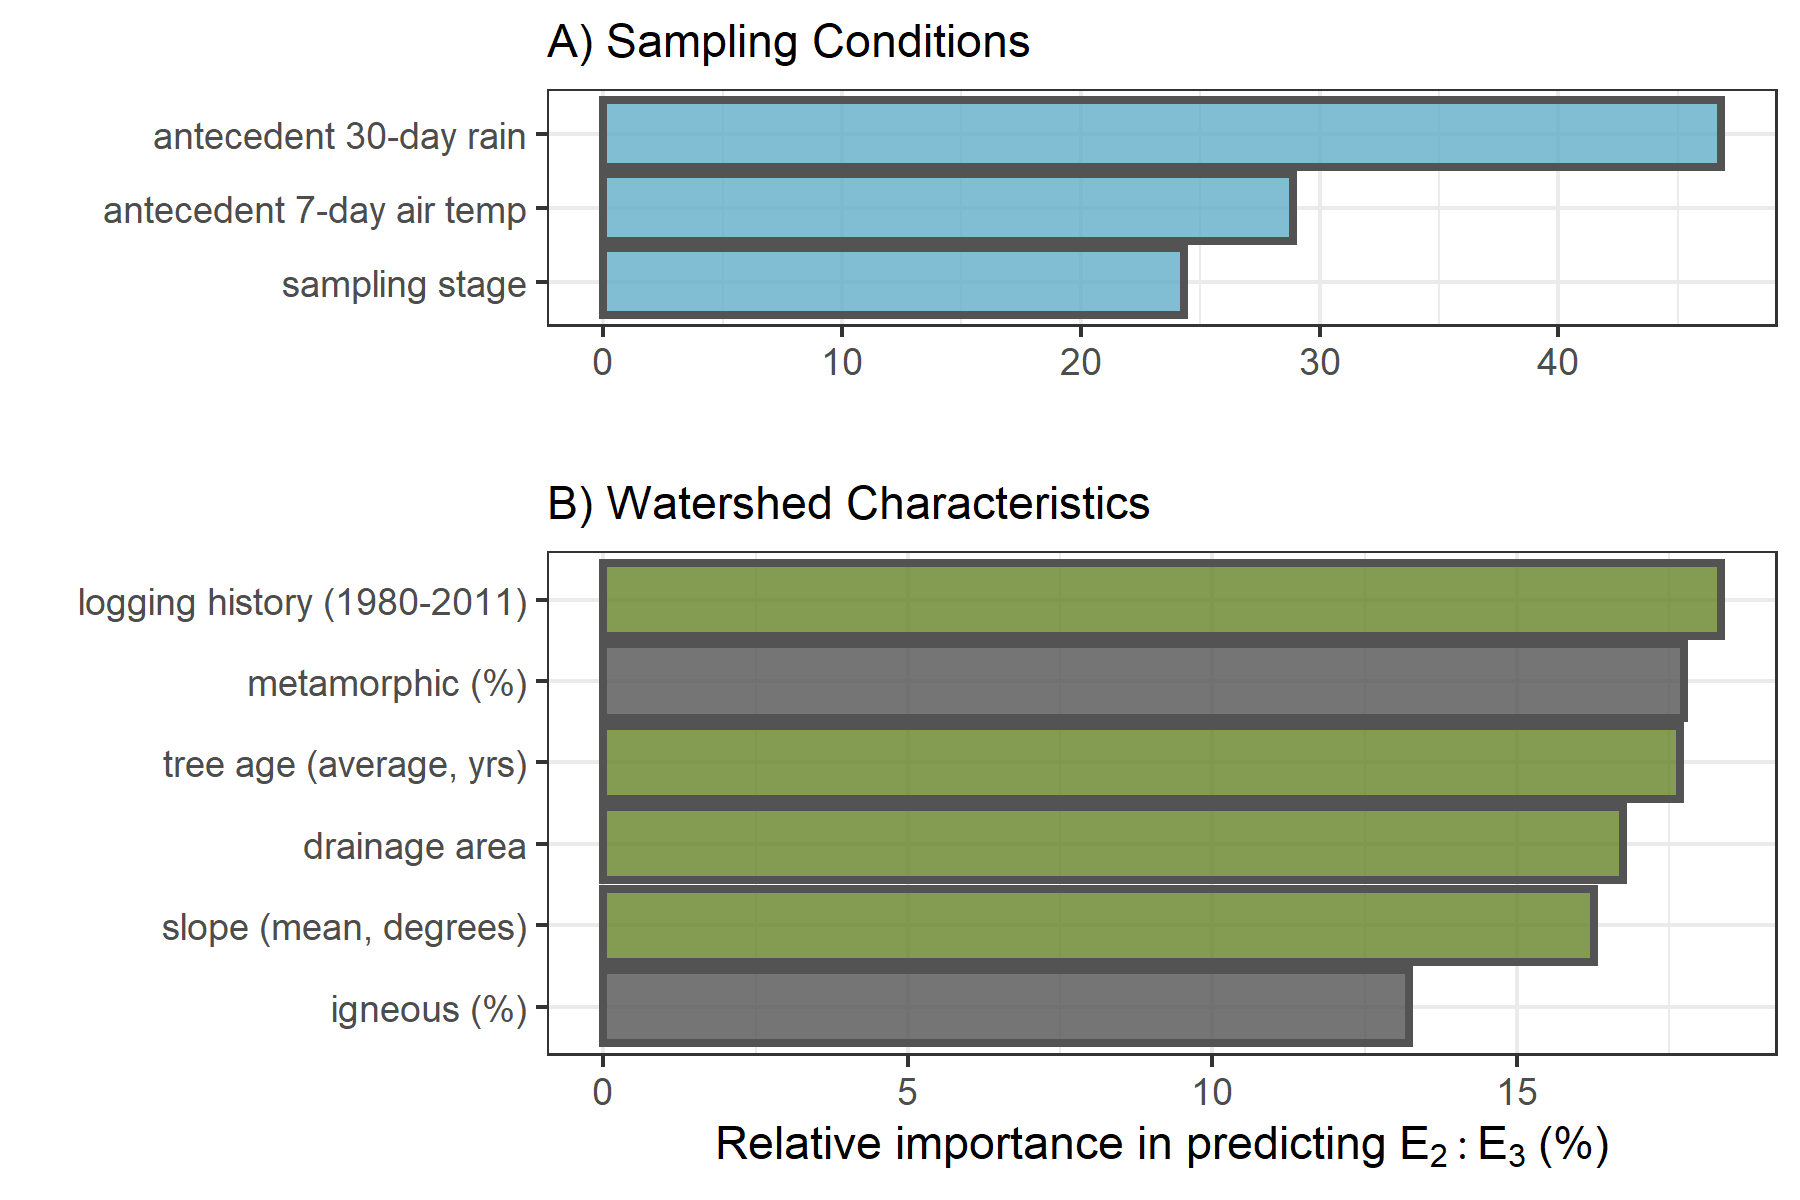 A) Sampling Conditions
antecedent 30-day rain
antecedent 7-day air temp
sampling stage
0 10 20 30 40
B) Watershed Characteristics
logging history (1980-2011)
metamorphic (%)
tree age (average, yrs)
drainage area
slope (mean, degrees)
igneous (%)
0 5 10 15
Relative importance in predicting E₂ : E₃ (%)